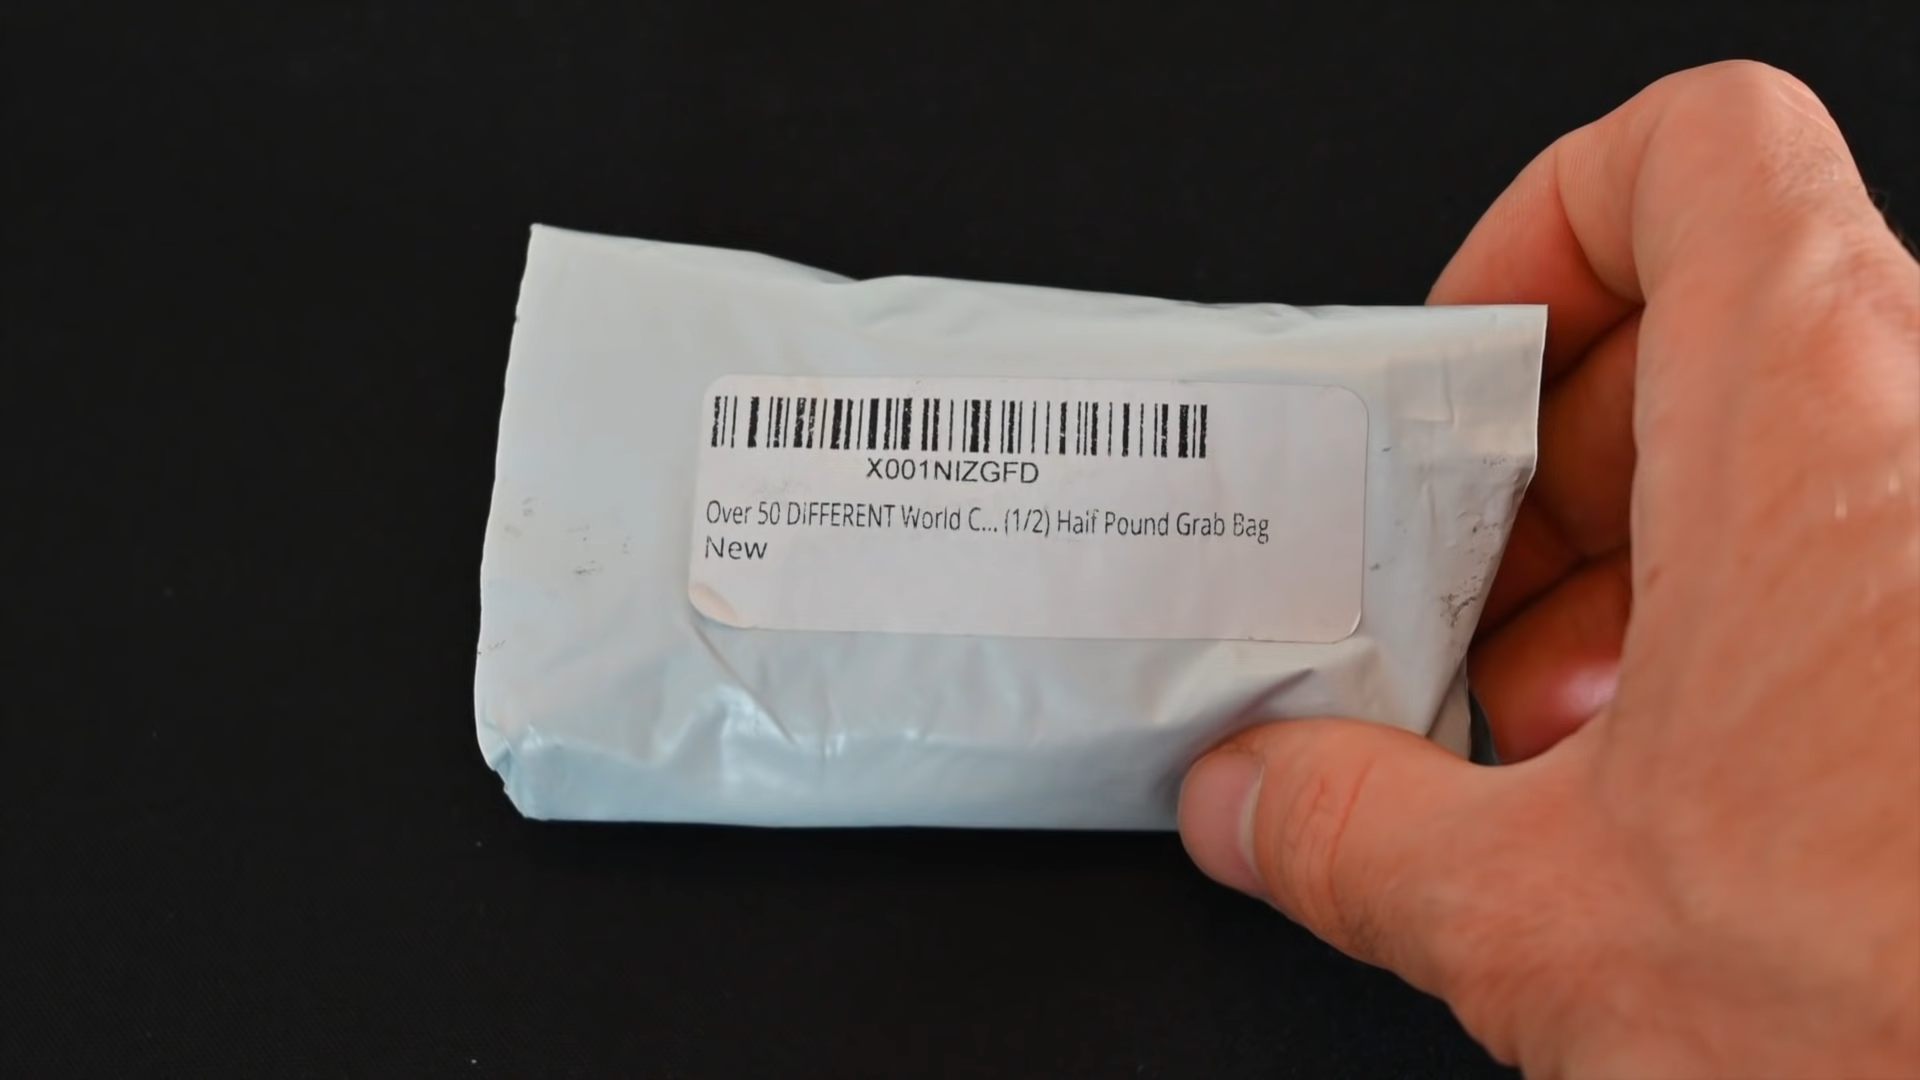 X001NIZGFD
Over 50 DIFFERENT World C... (1/2) Half Pound Grab Bag
New